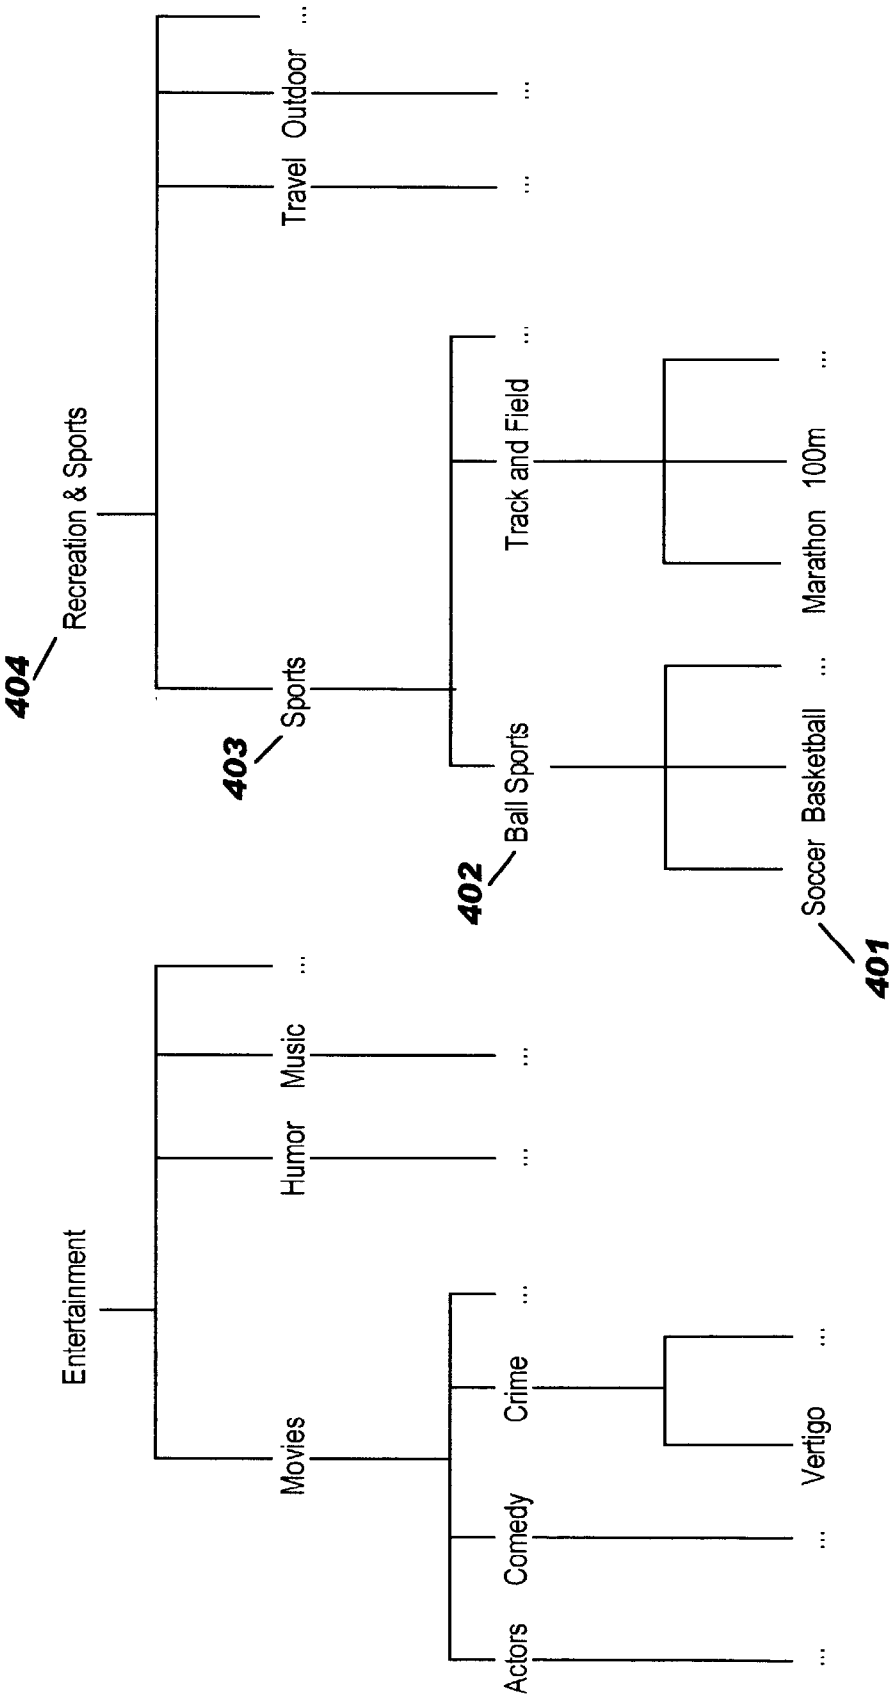 Entertainment
404
Recreation & Sports
403
Movies Humor Music ...
Sports Travel Outdoor ...
402
Actors Comedy Crime ... ... ...
Ball Sports Track and Field ... ... ...
... ... Vertigo ...
Soccer Basketball ... Marathon 100m ...
401